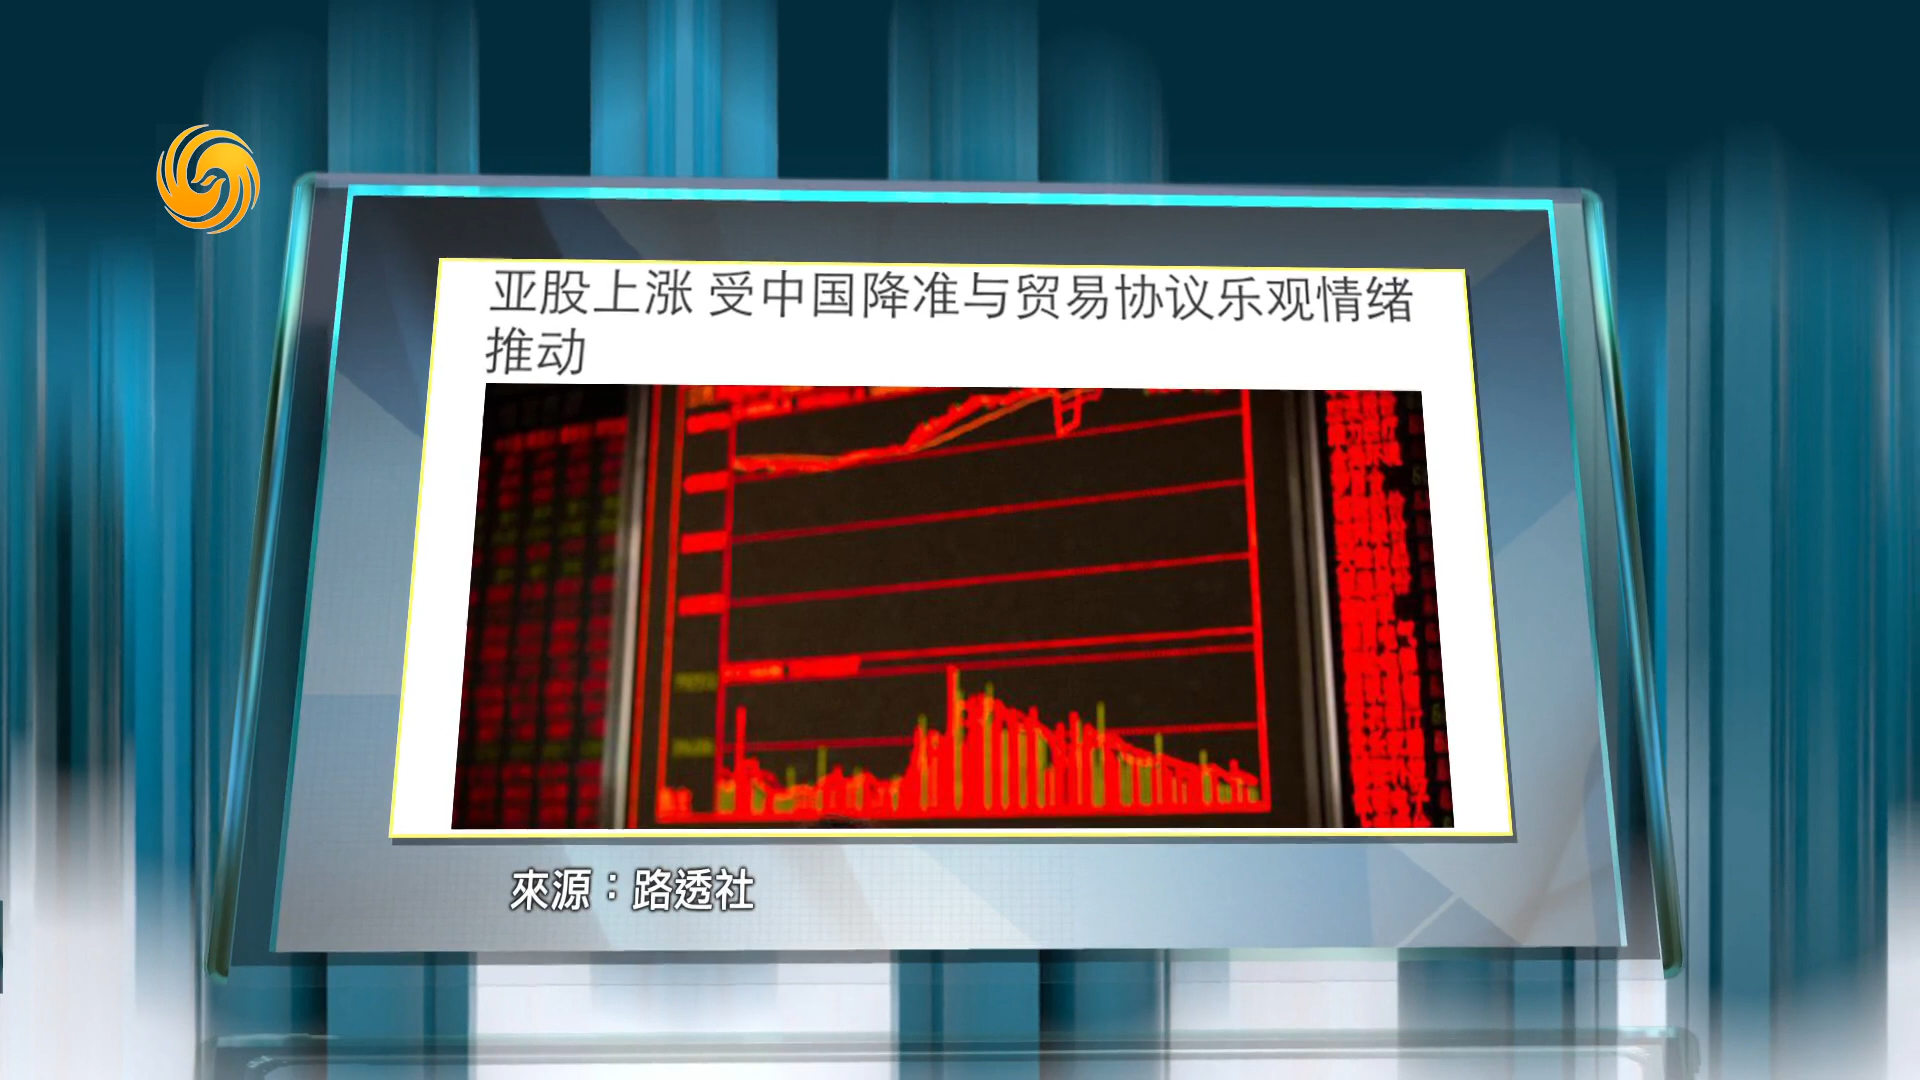 亚股上涨 受中国降准与贸易协议乐观情绪
推动
來源：路透社